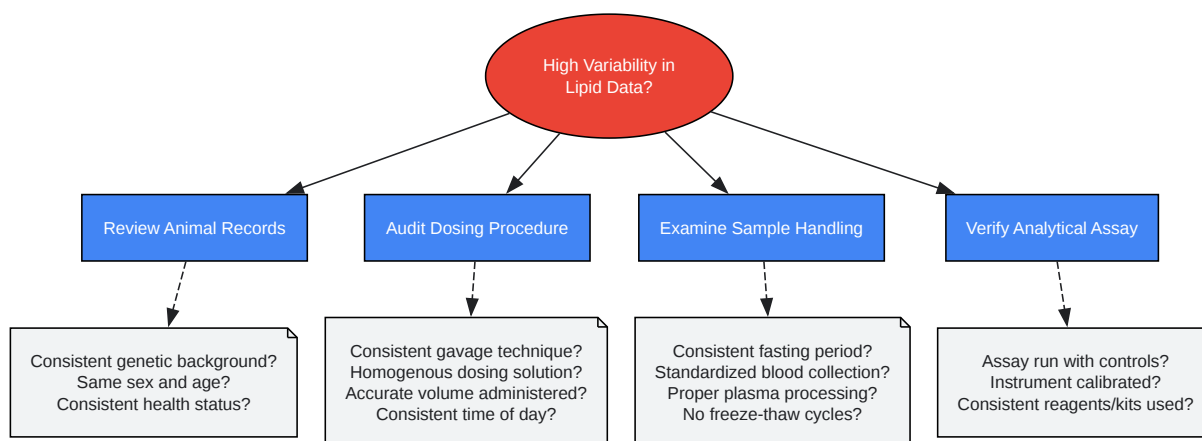 High Variability in
Lipid Data?
Review Animal Records
Audit Dosing Procedure
Examine Sample Handling
Verify Analytical Assay
Consistent genetic background?
Same sex and age?
Consistent health status?
Consistent gavage technique?
Homogenous dosing solution?
Accurate volume administered?
Consistent time of day?
Consistent fasting period?
Standardized blood collection?
Proper plasma processing?
No freeze-thaw cycles?
Assay run with controls?
Instrument calibrated?
Consistent reagents/kits used?